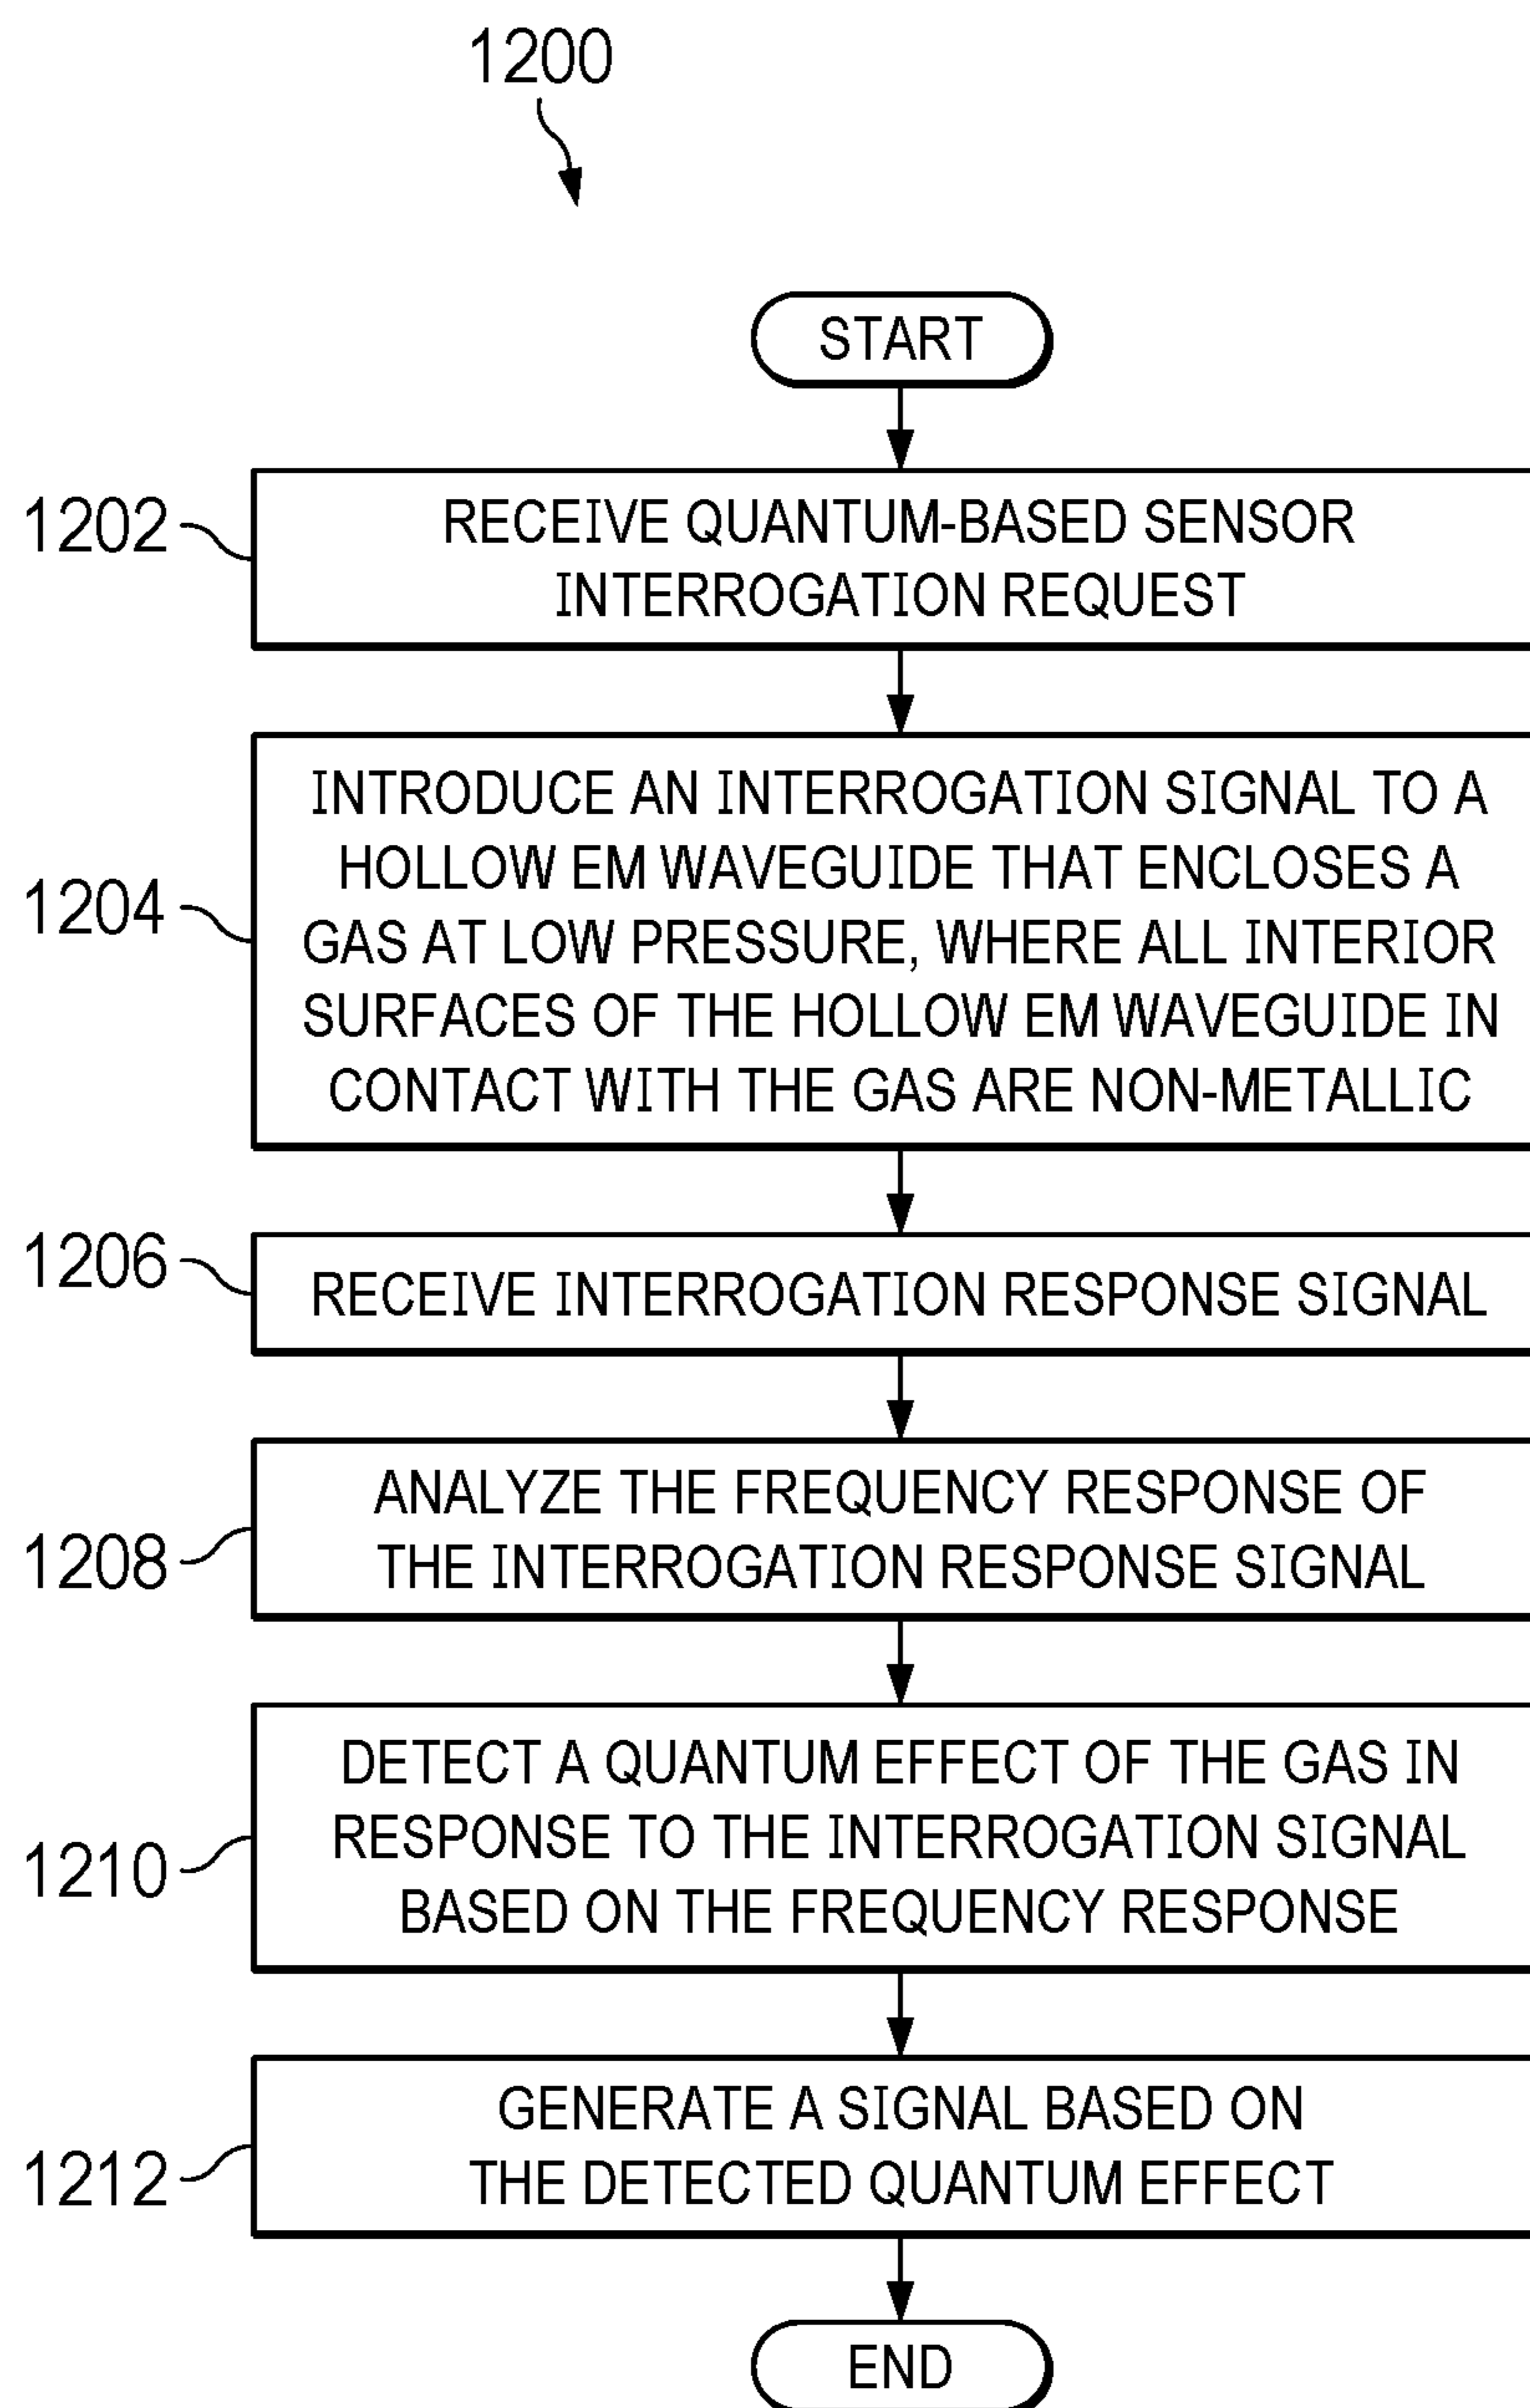 1200
START
1202
RECEIVE QUANTUM-BASED SENSOR
INTERROGATION REQUEST
1204
INTRODUCE AN INTERROGATION SIGNAL TO A
HOLLOW EM WAVEGUIDE THAT ENCLOSES A
GAS AT LOW PRESSURE, WHERE ALL INTERIOR
SURFACES OF THE HOLLOW EM WAVEGUIDE IN
CONTACT WITH THE GAS ARE NON-METALLIC
1206
RECEIVE INTERROGATION RESPONSE SIGNAL
1208
ANALYZE THE FREQUENCY RESPONSE OF
THE INTERROGATION RESPONSE SIGNAL
1210
DETECT A QUANTUM EFFECT OF THE GAS IN
RESPONSE TO THE INTERROGATION SIGNAL
BASED ON THE FREQUENCY RESPONSE
1212
GENERATE A SIGNAL BASED ON
THE DETECTED QUANTUM EFFECT
END